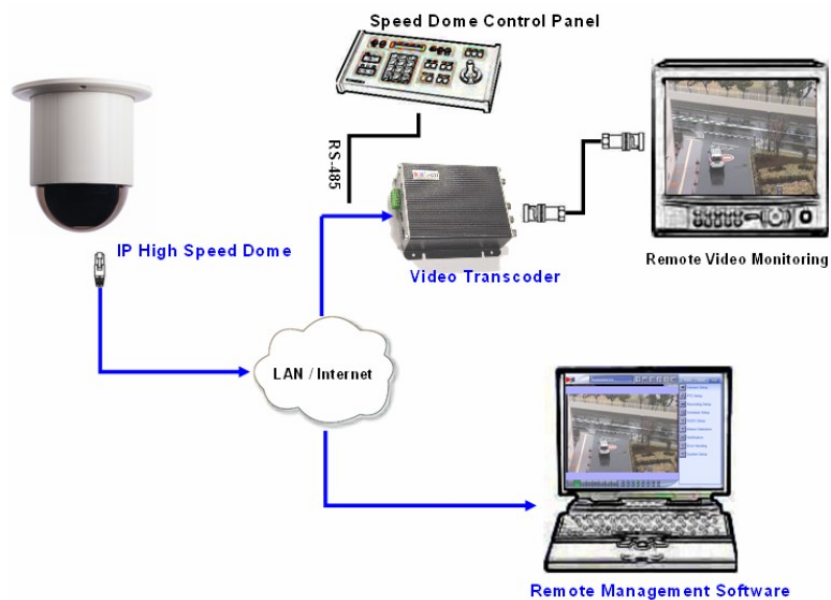 Speed Dome Control Panel
RS-485
IP High Speed Dome
Video Transcoder
Remote Video Monitoring
LAN / Internet
Remote Management Software